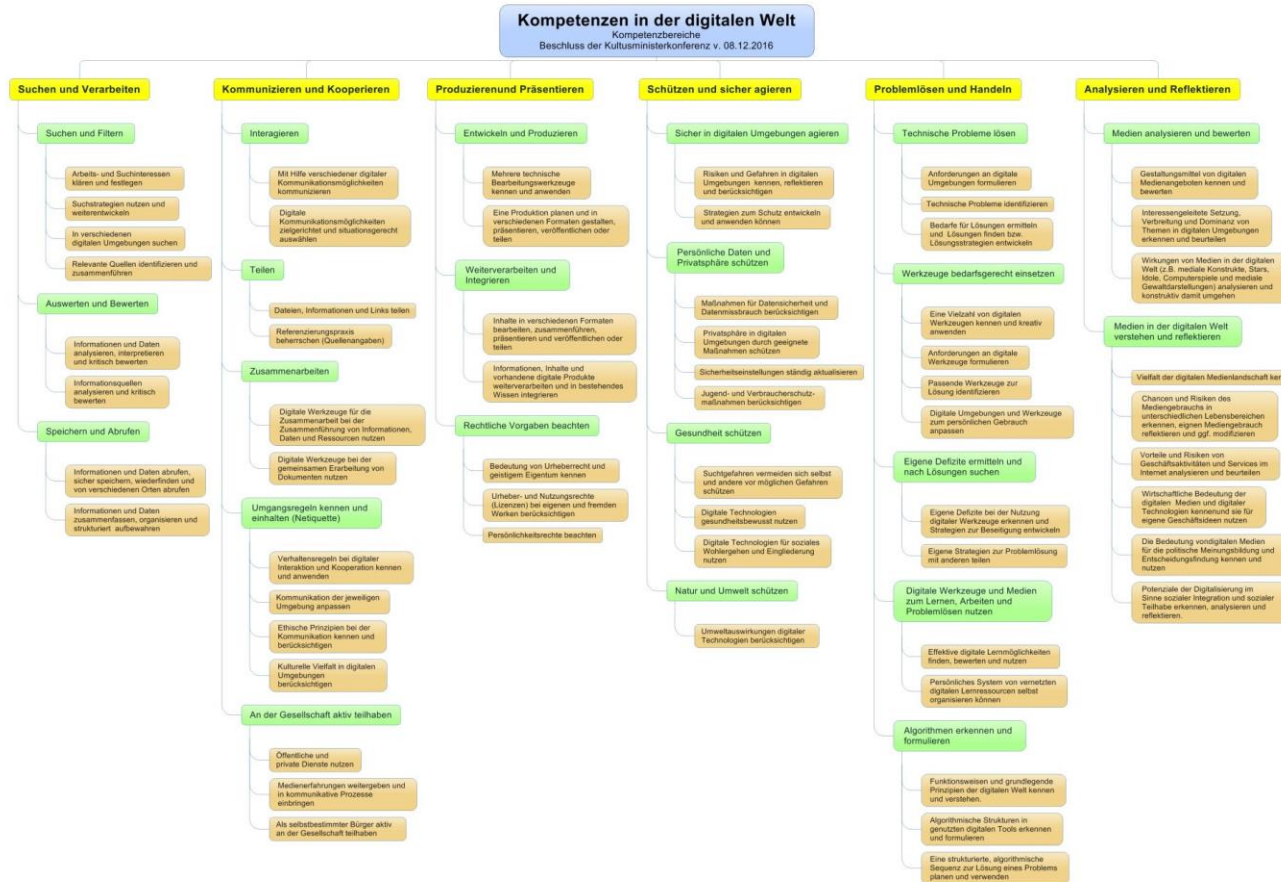 Kompetenzen in der digitalen Welt
Kompetenzbereiche
Beschluss der Kultusministerkonferenz v. 08.12.2016
Suchen und Verarbeiten
Suchen und Filtern
Arbeits- und Suchinteressen
klären und festlegen
Suchstrategien nutzen und
weiterentwickeln
In verschiedenen
digitalen Umgebungen suchen
Relevante Quellen identifizieren und
zusammenführen
Auswerten und Bewerten
Informationen und Daten
analysieren, interpretieren
und kritisch bewerten
Informationsquellen
analysieren und kritisch
bewerten
Speichern und Abrufen
Informationen und Daten abrufen,
sicher speichern, wiederfinden und
von verschiedenen Orten abrufen
Informationen und Daten
zusammenfassen, organisieren und
strukturiert aufbewahren
Kommunizieren und Kooperieren
Interagieren
Mit Hilfe verschiedener digitaler
Kommunikationsmöglichkeiten
kommunizieren
Digitale
Kommunikationsmöglichkeiten
zielgerichtet und situationsgerecht
auswählen
Teilen
Dateien, Informationen und Links teilen
Referenzierungspraxis
beherrschen (Quellenangaben)
Zusammenarbeiten
Digitale Werkzeuge für die
Zusammenarbeit bei der
Zusammenführung von Informationen,
Daten und Ressourcen nutzen
Digitale Werkzeuge bei der
gemeinsamen Erarbeitung von
Dokumenten nutzen
Umgangsregeln kennen und
einhalten (Netiquette)
Verhaltensregeln bei digitaler
Interaktion und Kooperation kennen
und anwenden
Kommunikation der jeweiligen
Umgebung anpassen
Ethische Prinzipien bei der
Kommunikation kennen und
berücksichtigen
Kulturelle Vielfalt in digitalen
Umgebungen
berücksichtigen
An der Gesellschaft aktiv teilhaben
Öffentliche und
private Dienste nutzen
Medienerfahrungen weitergeben und
in kommunikative Prozesse
einbringen
Als selbstbestimmter Bürger aktiv
an der Gesellschaft teilhaben
Produzierenund Präsentieren
Entwickeln und Produzieren
Mehrere technische
Bearbeitungswerkzeuge
kennen und anwenden
Eine Produktion planen und in
verschiedenen Formaten gestalten,
präsentieren, veröffentlichen oder
teilen
Weiterverarbeiten und
Integrieren
Inhalte in verschiedenen Formaten
bearbeiten, zusammenführen,
präsentieren und veröffentlichen oder
teilen
Informationen, Inhalte und
vorhandene digitale Produkte
weiterverarbeiten und in bestehendes
Wissen integrieren
Rechtliche Vorgaben beachten
Bedeutung von Urheberrecht und
geistigem Eigentum kennen
Urheber- und Nutzungsrechte
(Lizenzen) bei eigenen und fremden
Werken berücksichtigen
Persönlichkeitsrechte beachten
Schützen und sicher agieren
Sicher in digitalen Umgebungen agieren
Risiken und Gefahren in digitalen
Umgebungen kennen, reflektieren
und berücksichtigen
Strategien zum Schutz entwickeln
und anwenden können
Persönliche Daten und
Privatsphäre schützen
Maßnahmen für Datensicherheit und
Datenmissbrauch berücksichtigen
Privatsphäre in digitalen
Umgebungen durch geeignete
Maßnahmen schützen
Sicherheitseinstellungen ständig aktualisieren
Jugend- und Verbraucherschutz-
maßnahmen berücksichtigen
Gesundheit schützen
Suchtgefahren vermeiden sich selbst
und andere vor möglichen Gefahren
schützen
Digitale Technologien
gesundheitsbewusst nutzen
Digitale Technologien für soziales
Wohlergehen und Eingliederung
nutzen
Natur und Umwelt schützen
Umweltauswirkungen digitaler
Technologien berücksichtigen
Problemlösen und Handeln
Technische Probleme lösen
Anforderungen an digitale
Umgebungen formulieren
Technische Probleme identifizieren
Bedarfe für Lösungen ermitteln
und Lösungen finden bzw.
Lösungsstrategien entwickeln
Werkzeuge bedarfsgerecht einsetzen
Eine Vielzahl von digitalen
Werkzeugen kennen und kreativ
anwenden
Anforderungen an digitale
Werkzeuge formulieren
Passende Werkzeuge zur
Lösung identifizieren
Digitale Umgebungen und Werkzeuge
zum persönlichen Gebrauch
anpassen
Eigene Defizite ermitteln und
nach Lösungen suchen
Eigene Defizite bei der Nutzung
digitaler Werkzeuge erkennen und
Strategien zur Beseitigung entwickeln
Eigene Strategien zur Problemlösung
mit anderen teilen
Digitale Werkzeuge und Medien
zum Lernen, Arbeiten und
Problemlösen nutzen
Effektive digitale Lernmöglichkeiten
finden, bewerten und nutzen
Persönliches System von vernetzten
digitalen Lernressourcen selbst
organisieren können
Algorithmen erkennen und
formulieren
Funktionsweisen und grundlegende
Prinzipien der digitalen Welt kennen
und verstehen.
Algorithmische Strukturen in
genutzten digitalen Tools erkennen
und formulieren
Eine strukturierte, algorithmische
Sequenz zur Lösung eines Problems
planen und verwenden
Analysieren und Reflektieren
Medien analysieren und bewerten
Gestaltungsmittel von digitalen
Medienangeboten kennen und
bewerten
Interessengeleitete Setzung,
Verbreitung und Dominanz von
Themen in digitalen Umgebungen
erkennen und beurteilen
Wirkungen von Medien in der digitalen
Welt (z.B. mediale Konstrukte, Stars,
Idole, Computerspiele und mediale
Gewaltdarstellungen) analysieren und
konstruktiv damit umgehen
Medien in der digitalen Welt
verstehen und reflektieren
Vielfalt der digitalen Medienlandschaft ken
Chancen und Risiken des
Mediengebrauchs in
unterschiedlichen Lebensbereichen
erkennen, eignen Mediengebrauch
reflektieren und ggf. modifizieren
Vorteile und Risiken von
Geschäftsaktivitäten und Services im
Internet analysieren und beurteilen
Wirtschaftliche Bedeutung der
digitalen Medien und digitaler
Technologien kennenund sie für
eigene Geschäftsideen nutzen
Die Bedeutung vondigitalen Medien
für die politische Meinungsbildung und
Entscheidungsfindung kennen und
nutzen
Potenziale der Digitalisierung im
Sinne sozialer Integration und sozialer
Teilhabe erkennen, analysieren und
reflektieren.